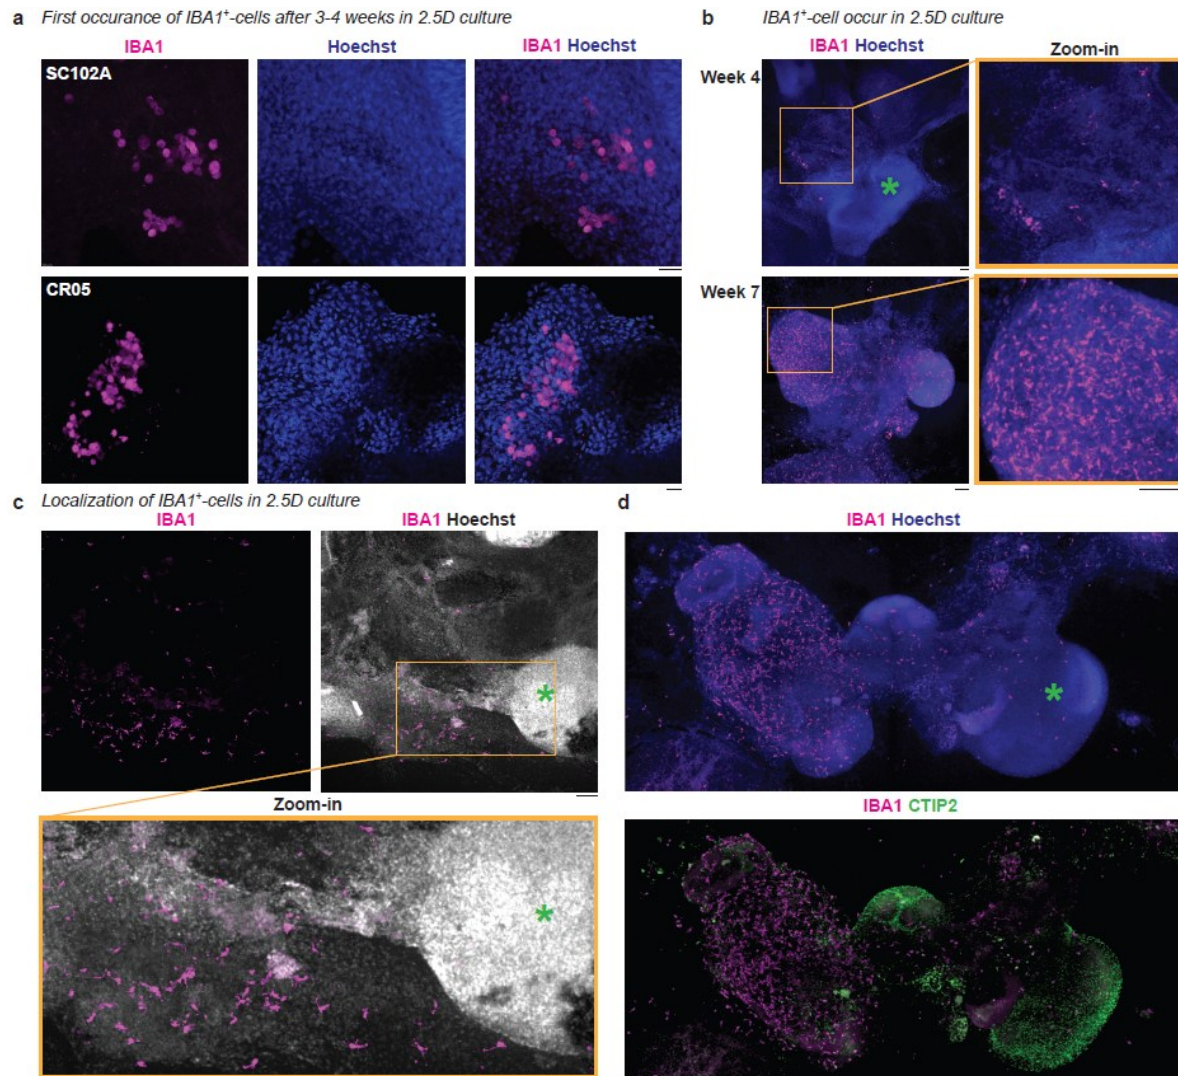 a First occurance of IBA1⁺-cells after 3-4 weeks in 2.5D culture
IBA1
Hoechst
IBA1 Hoechst
SC102A
CR05
b IBA1⁺-cell occur in 2.5D culture
IBA1 Hoechst
Zoom-in
Week 4
*
Week 7
c Localization of IBA1⁺-cells in 2.5D culture
IBA1
IBA1 Hoechst
*
Zoom-in
*
d
IBA1 Hoechst
*
IBA1 CTIP2